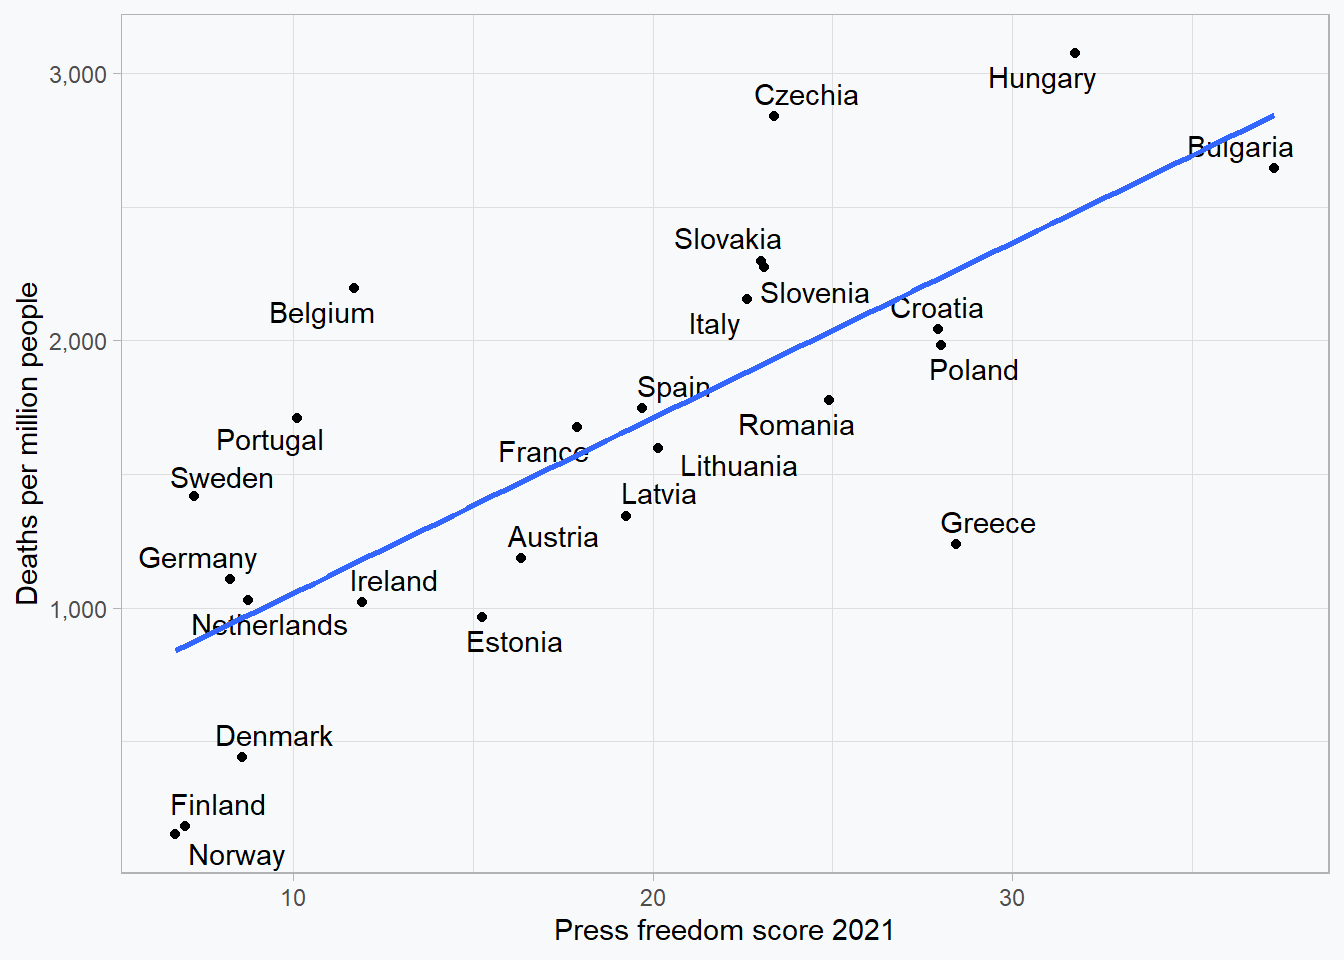 3,000
2,000
1,000
Deaths per million people
Hungary
Czechia
Bulgaria
Slovakia
Slovenia
Belgium
Italy
Croatia
Poland
Spain
Romania
Portugal
France
Lithuania
Sweden
Latvia
Greece
Austria
Germany
Ireland
Netherlands
Estonia
Denmark
Finland
Norway
10
20
30
Press freedom score 2021